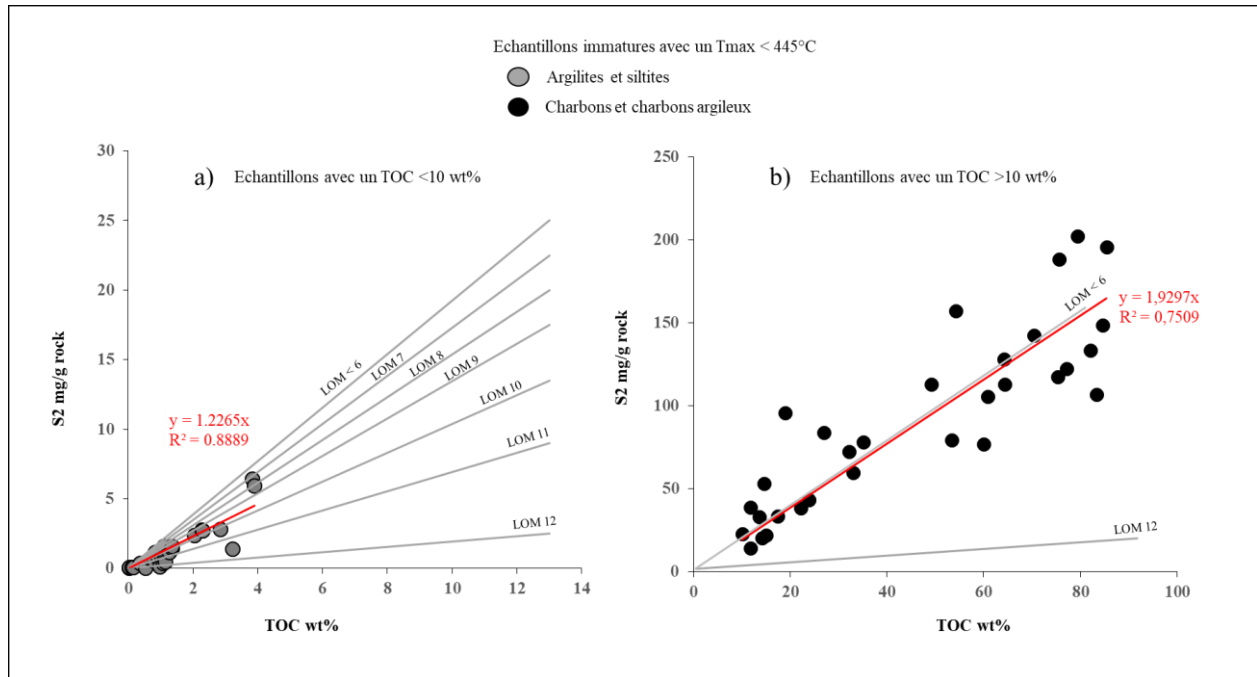 Echantillons immatures avec un Tmax < 445°C
Argilites et siltites
Charbons et charbons argileux
a) Echantillons avec un TOC <10 wt%
S2 mg/g rock
30
25
20
15
10
5
0
0 2 4 6 8 10 12 14
TOC wt%
LOM < 6
LOM 7
LOM 8
LOM 9
LOM 10
LOM 11
LOM 12
y = 1.2265x
R² = 0.8889
b) Echantillons avec un TOC >10 wt%
S2 mg/g rock
250
200
150
100
50
0
0 20 40 60 80 100
TOC wt%
LOM < 6
y = 1,9297x
R² = 0,7509
LOM 12